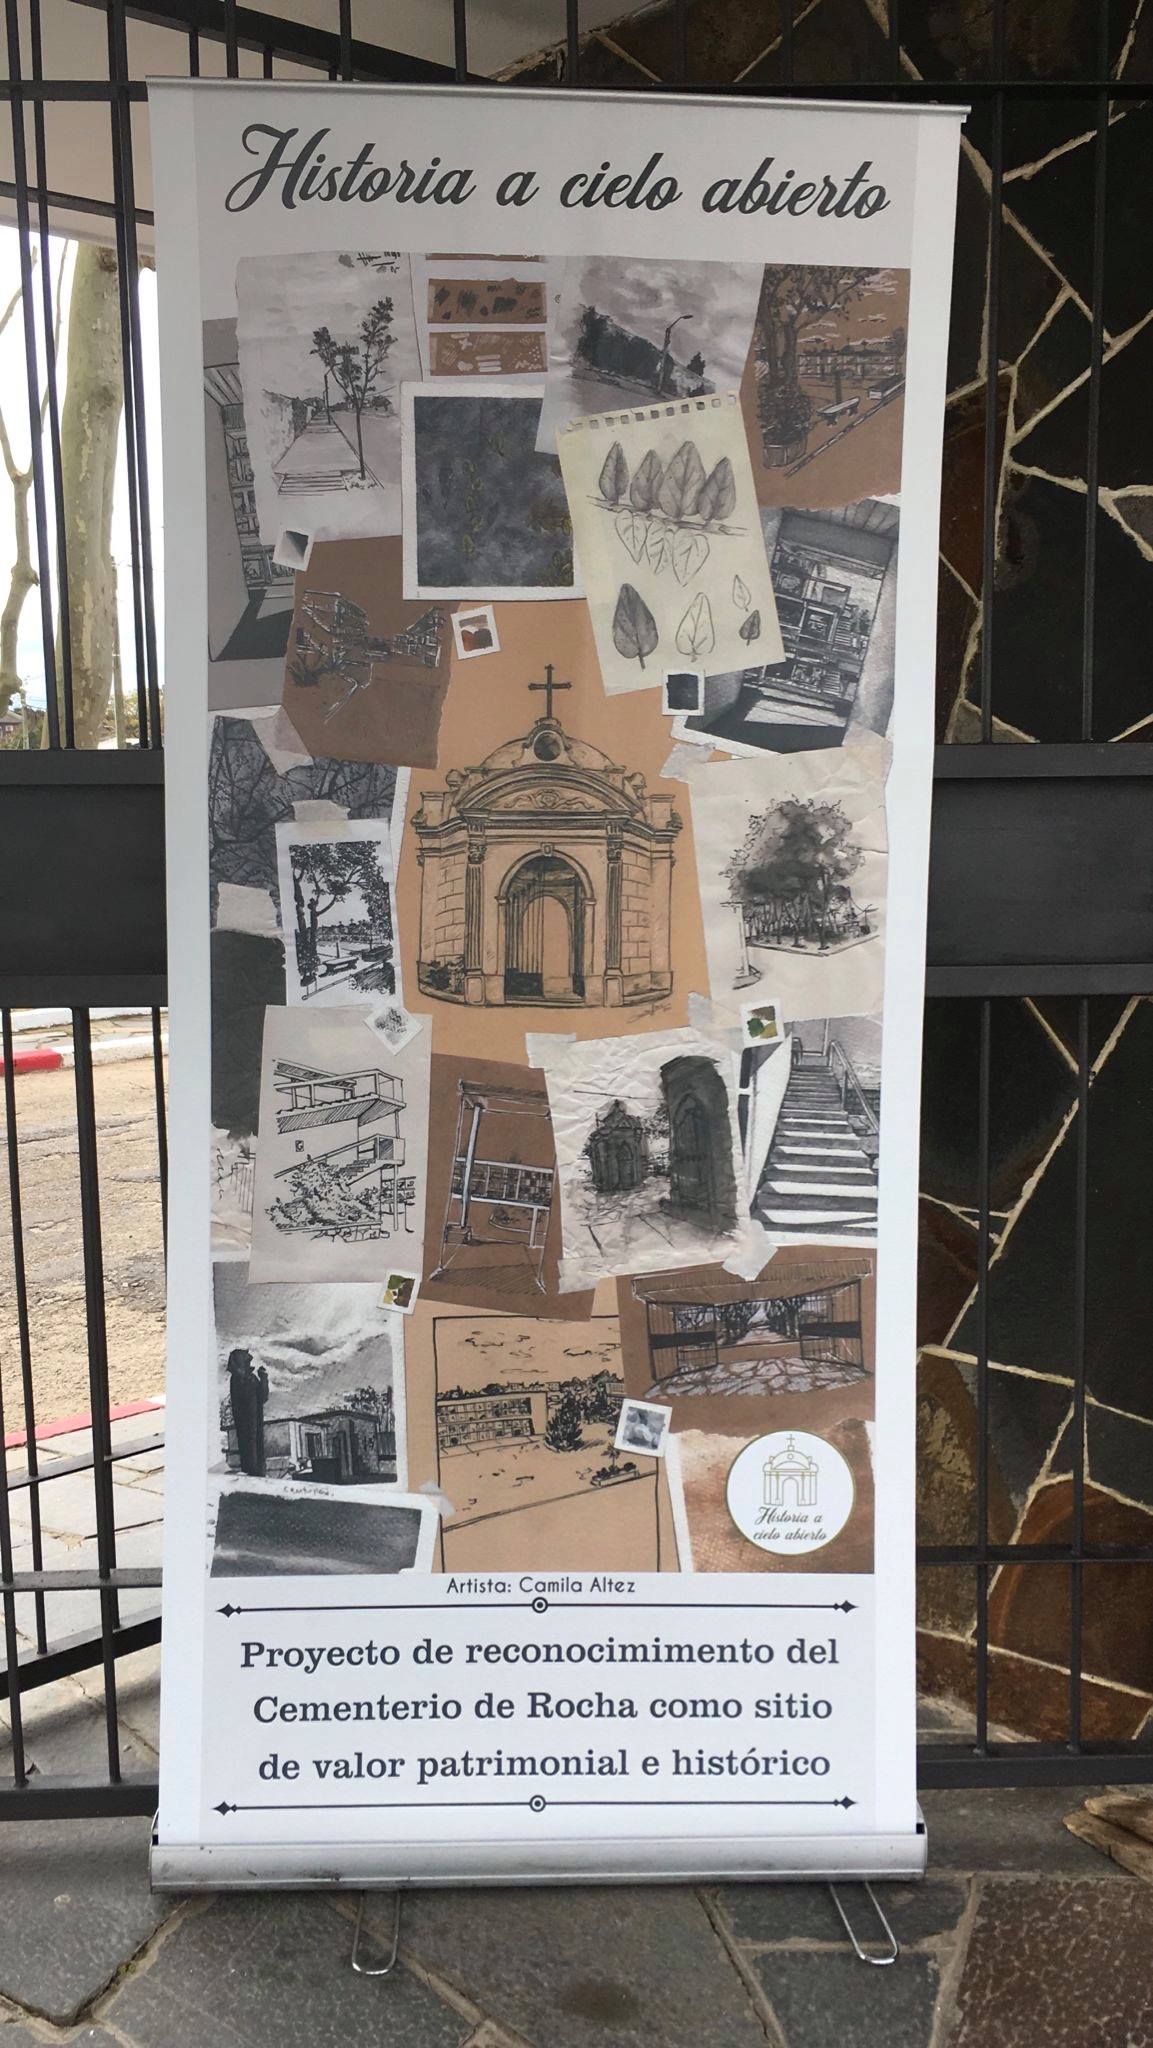 Historia a cielo abierto
Historia a
cielo abierto
Artista: Camila Altez
Proyecto de reconocimimento del
Cementerio de Rocha como sitio
de valor patrimonial e histórico